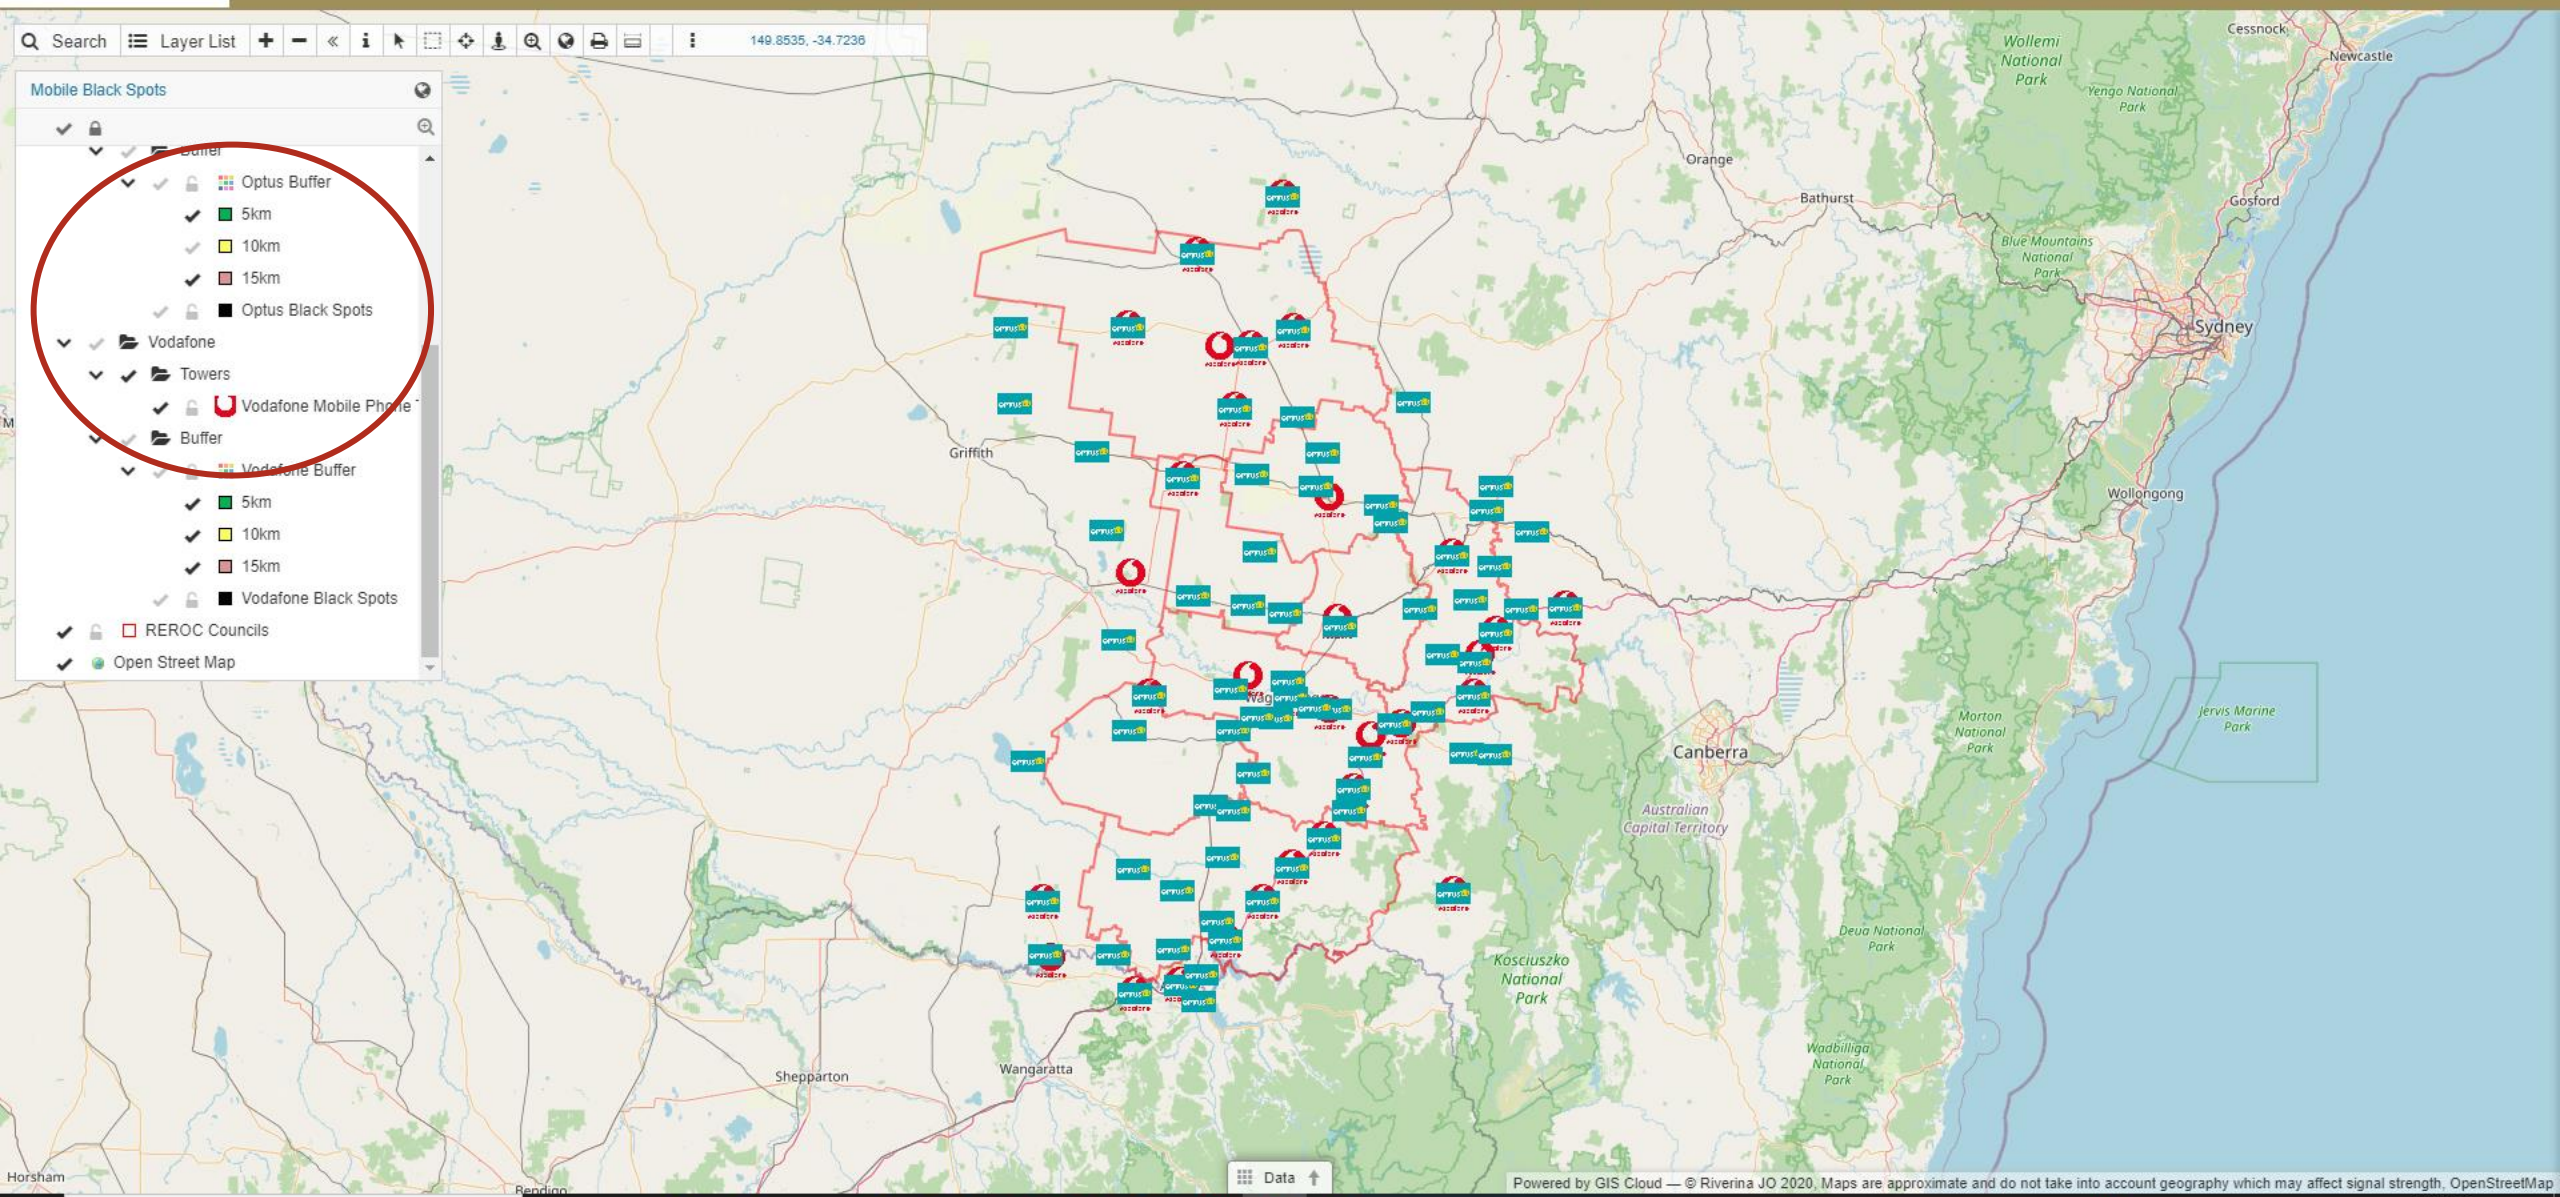 Search
Layer List
149.8535, -34.7236
Mobile Black Spots
Buffer
Optus Buffer
5km
10km
15km
Optus Black Spots
Vodafone
Towers
Vodafone Mobile Phone
Buffer
Vodafone Buffer
5km
10km
15km
Vodafone Black Spots
REROC Councils
Open Street Map
Cessnock
Newcastle
Wollemi
National
Park
Yengo National
Park
Orange
Bathurst
Gosford
Blue Mountains
National
Park
Sydney
Griffith
Wollongong
Wag
Canberra
Morton
National
Park
Jervis Marine
Park
Australian
Capital Territory
Deua National
Park
Kosciuszko
National
Park
Wadbilliga
National
Park
Shepparton
Wangaratta
Horsham
Bendigo
Data
Powered by GIS Cloud — © Riverina JO 2020, Maps are approximate and do not take into account geography which may affect signal strength, OpenStreetMap